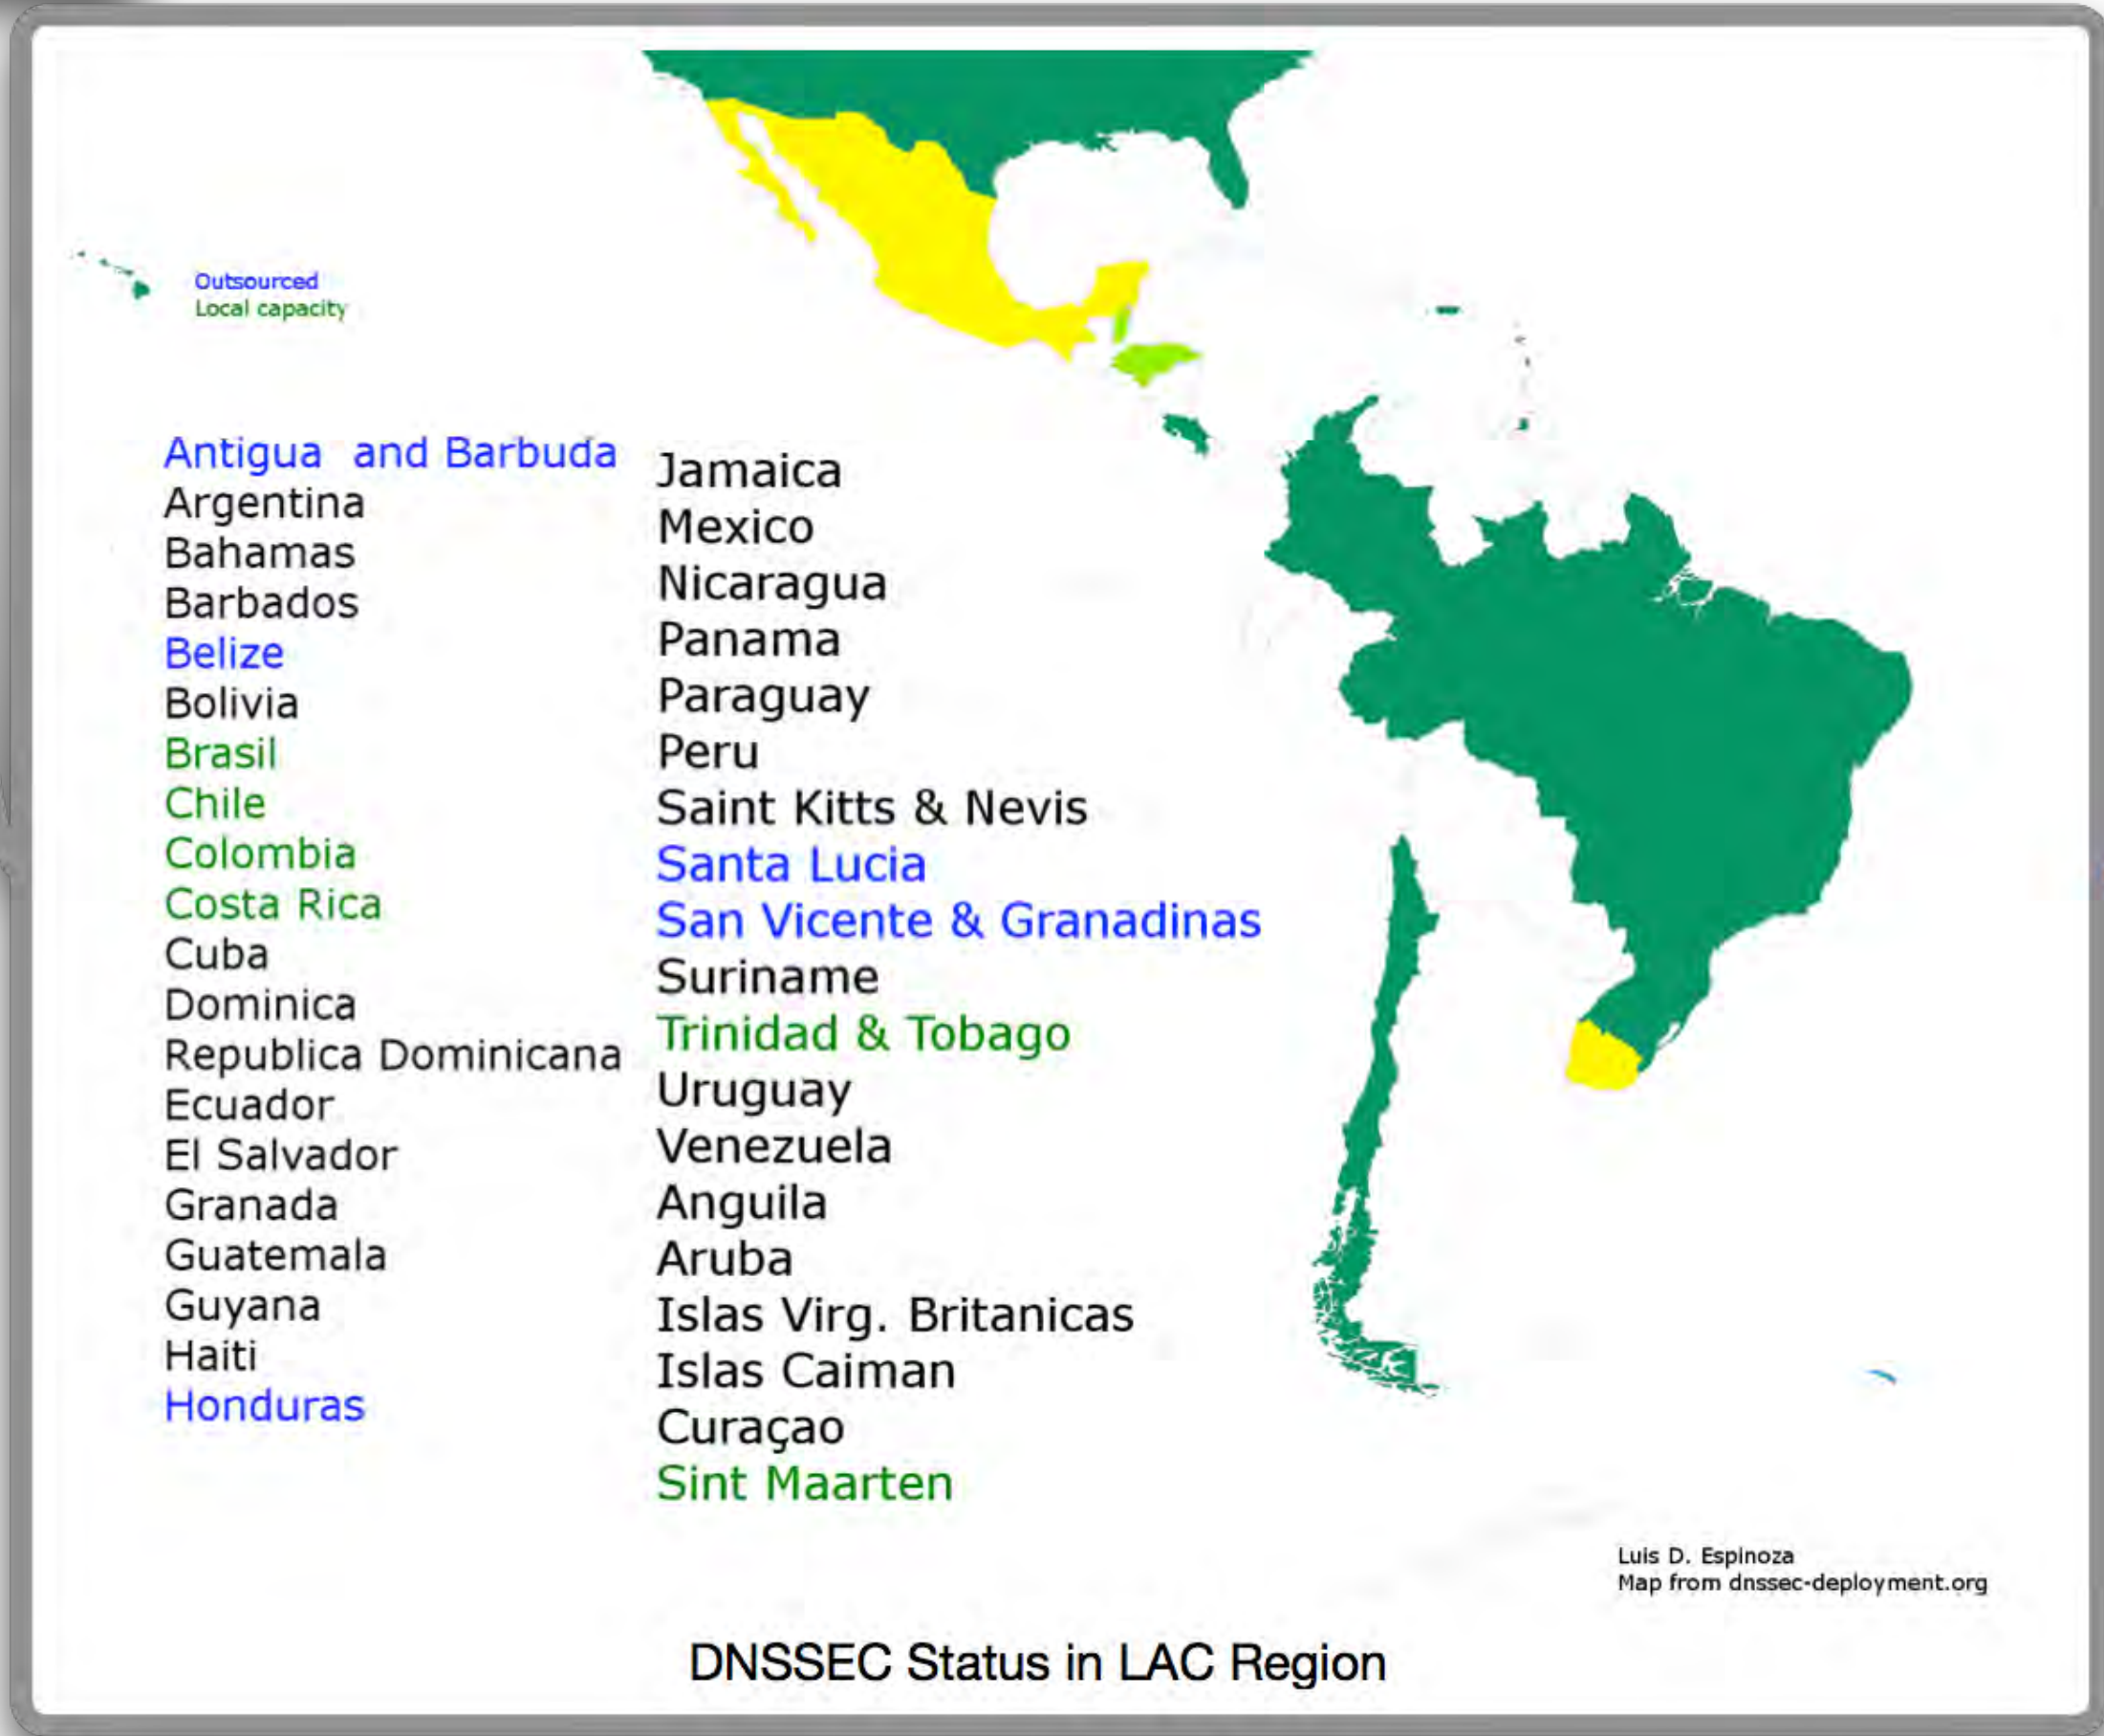 Outsourced
Local capacity
Antigua  and Barbuda
Argentina
Bahamas
Barbados
Belize
Bolivia
Brasil
Chile
Colombia
Costa Rica
Cuba
Dominica
Republica Dominicana
Ecuador
El Salvador
Granada
Guatemala
Guyana
Haiti
Honduras
Jamaica
Mexico
Nicaragua
Panama
Paraguay
Peru
Saint Kitts & Nevis
Santa Lucia
San Vicente & Granadinas
Suriname
Trinidad & Tobago
Uruguay
Venezuela
Anguila
Aruba
Islas Virg. Britanicas
Islas Caiman
Curaçao
Sint Maarten
Luis D. Espinoza
Map from dnssec-deployment.org
DNSSEC Status in LAC Region